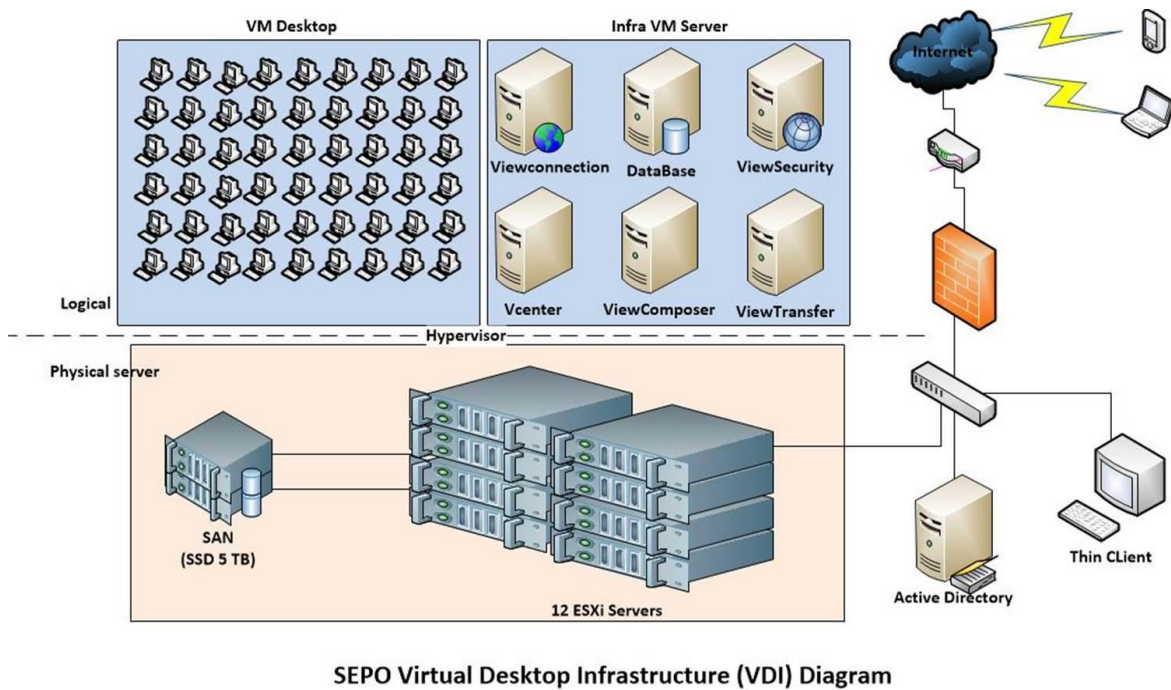 VM Desktop
Infra VM Server
Internet
Viewconnection
DataBase
ViewSecurity
Vcenter
ViewComposer
ViewTransfer
Logical
Hypervisor
Physical server
SAN
(SSD 5 TB)
12 ESXi Servers
Active Directory
Thin CLient
SEPO Virtual Desktop Infrastructure (VDI) Diagram